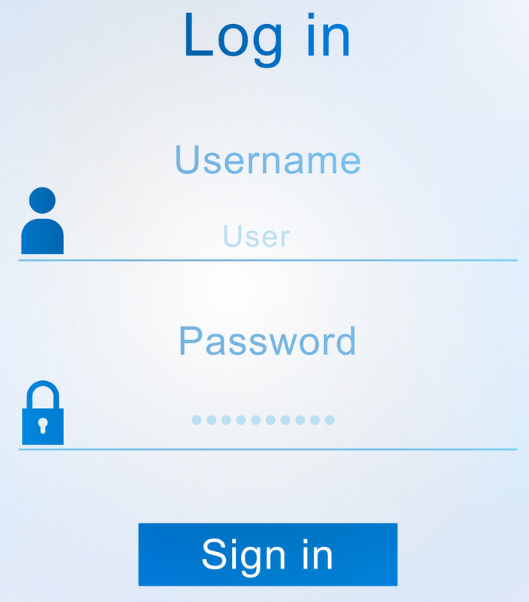 Log in
Username
User
Password
••••••••••
Sign in